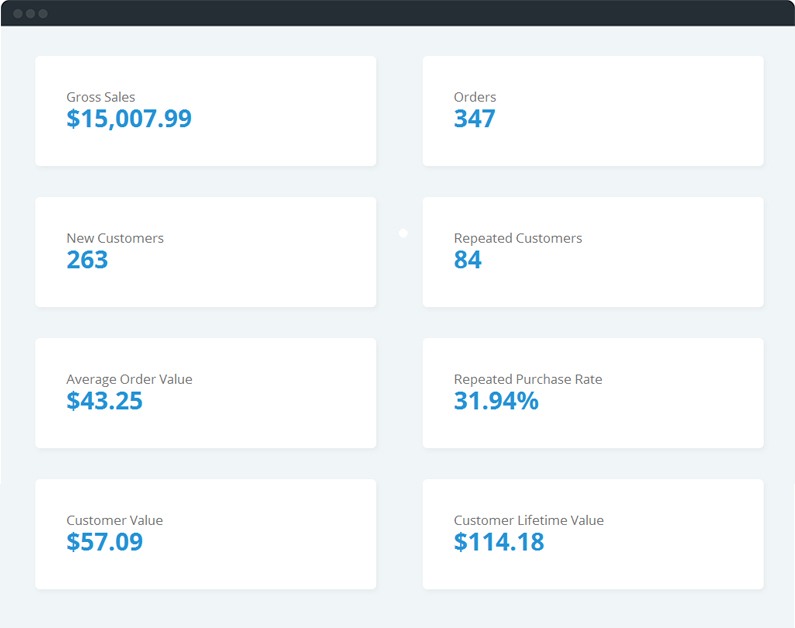 Gross Sales
$15,007.99
Orders
347
New Customers
263
Repeated Customers
84
Average Order Value
$43.25
Repeated Purchase Rate
31.94%
Customer Value
$57.09
Customer Lifetime Value
$114.18